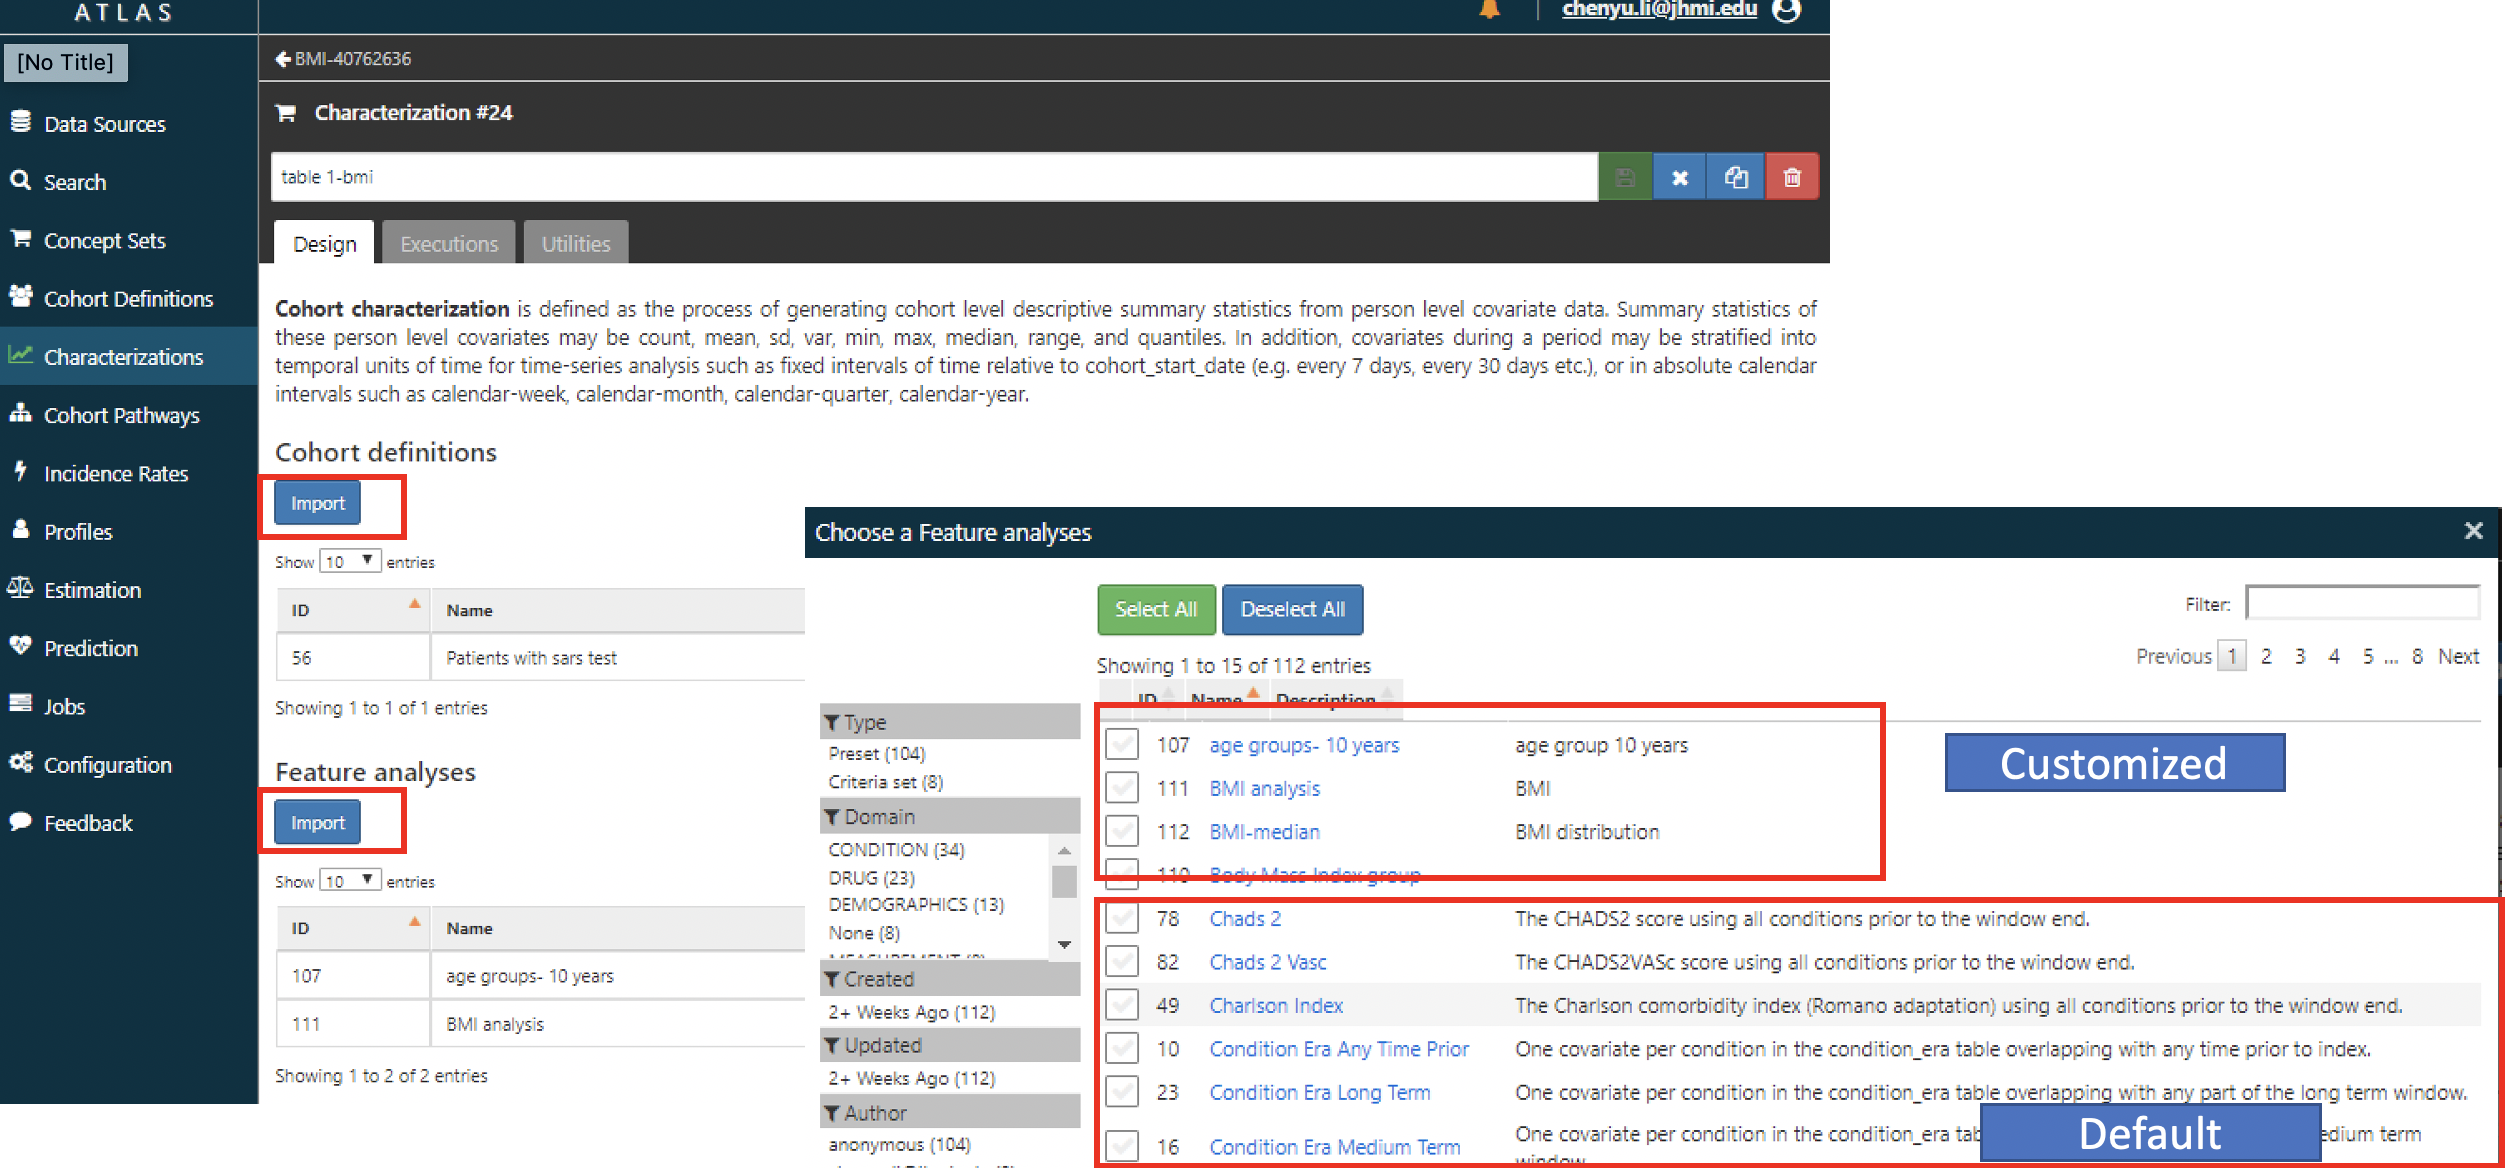 ATLAS
chenyu.li@jhmi.edu
[No Title]
Data Sources
Search
Concept Sets
Cohort Definitions
Characterizations
Cohort Pathways
Incidence Rates
Profiles
Estimation
Prediction
Jobs
Configuration
Feedback
BMI-40762636
Characterization #24
table 1-bmi
Design Executions Utilities
Cohort characterization is defined as the process of generating cohort level descriptive summary statistics from person level covariate data. Summary statistics of
these person level covariates may be count, mean, sd, var, min, max, median, range, and quantiles. In addition, covariates during a period may be stratified into
temporal units of time for time-series analysis such as fixed intervals of time relative to cohort_start_date (e.g. every 7 days, every 30 days etc.), or in absolute calendar
intervals such as calendar-week, calendar-month, calendar-quarter, calendar-year.
Cohort definitions
Import
Show 10 entries
ID Name
56 Patients with sars test
Showing 1 to 1 of 1 entries
Feature analyses
Import
Show 10 entries
ID Name
107 age groups- 10 years
111 BMI analysis
Showing 1 to 2 of 2 entries
Choose a Feature analyses
Select All Deselect All
Filter:
Showing 1 to 15 of 112 entries
Previous 1 2 3 4 5 ... 8 Next
Type
Preset (104)
Criteria set (8)
Domain
CONDITION (34)
DRUG (23)
DEMOGRAPHICS (13)
None (8)
Created
2+ Weeks Ago (112)
Updated
2+ Weeks Ago (112)
Author
anonymous (104)
ID Name Description
107 age groups- 10 years age group 10 years
111 BMI analysis BMI
112 BMI-median BMI distribution
110 Body Mass Index group
Customized
78 Chads 2 The CHADS2 score using all conditions prior to the window end.
82 Chads 2 Vasc The CHADS2VASc score using all conditions prior to the window end.
49 Charlson Index The Charlson comorbidity index (Romano adaptation) using all conditions prior to the window end.
10 Condition Era Any Time Prior One covariate per condition in the condition_era table overlapping with any time prior to index.
23 Condition Era Long Term One covariate per condition in the condition_era table overlapping with any part of the long term window.
16 Condition Era Medium Term One covariate per condition in the condition_era term
window.
Default